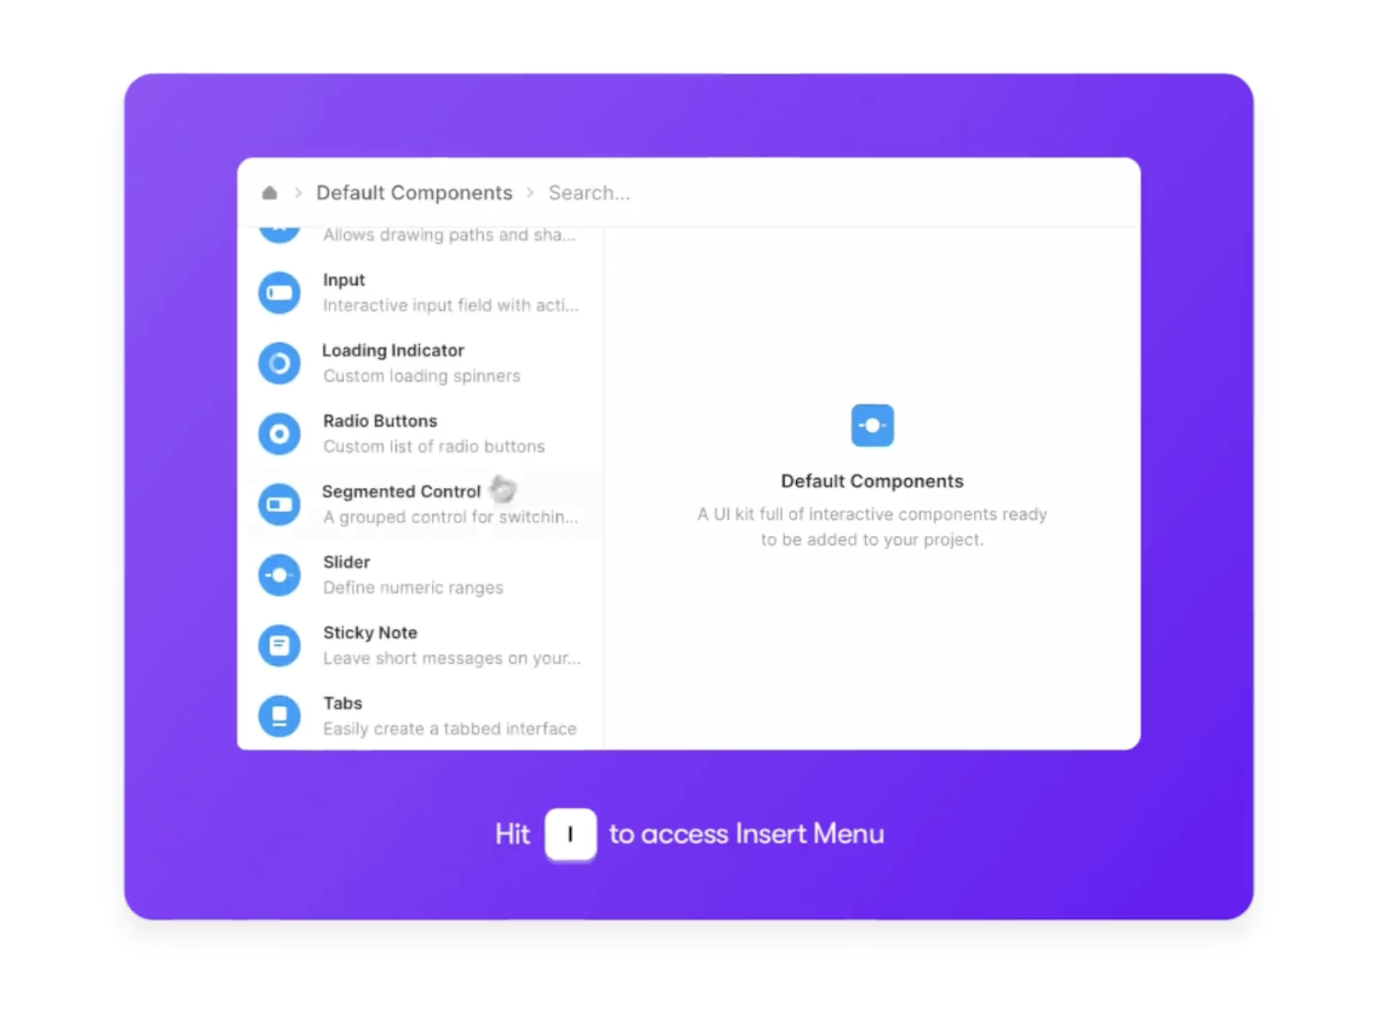 Default Components
Search...
Allows drawing paths and sha...
Input
Interactive input field with acti...
Loading Indicator
Custom loading spinners
Radio Buttons
Custom list of radio buttons
Segmented Control
A grouped control for switchin...
Slider
Define numeric ranges
Sticky Note
Leave short messages on your...
Tabs
Easily create a tabbed interface
Default Components
A UI kit full of interactive components ready
to be added to your project.
Hit I to access Insert Menu